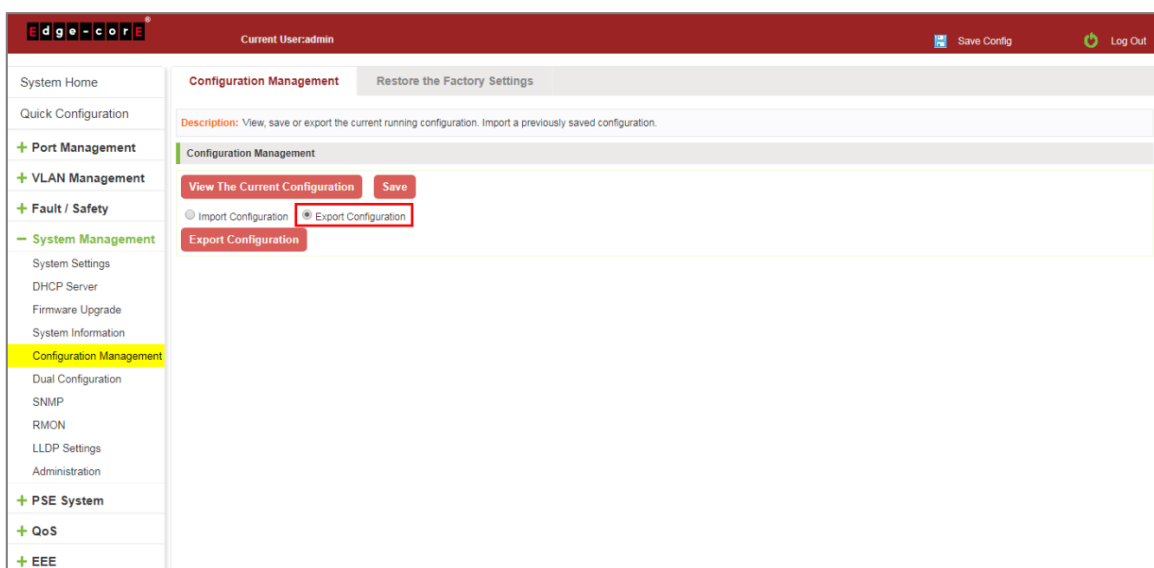 Edge-corE®
Current User:admin
Save Config
Log Out
System Home
Quick Configuration
+ Port Management
+ VLAN Management
+ Fault / Safety
− System Management
System Settings
DHCP Server
Firmware Upgrade
System Information
Configuration Management
Dual Configuration
SNMP
RMON
LLDP Settings
Administration
+ PSE System
+ QoS
+ EEE
Configuration Management Restore the Factory Settings
Description: View, save or export the current running configuration. Import a previously saved configuration.
Configuration Management
View The Current Configuration Save
Import Configuration Export Configuration
Export Configuration